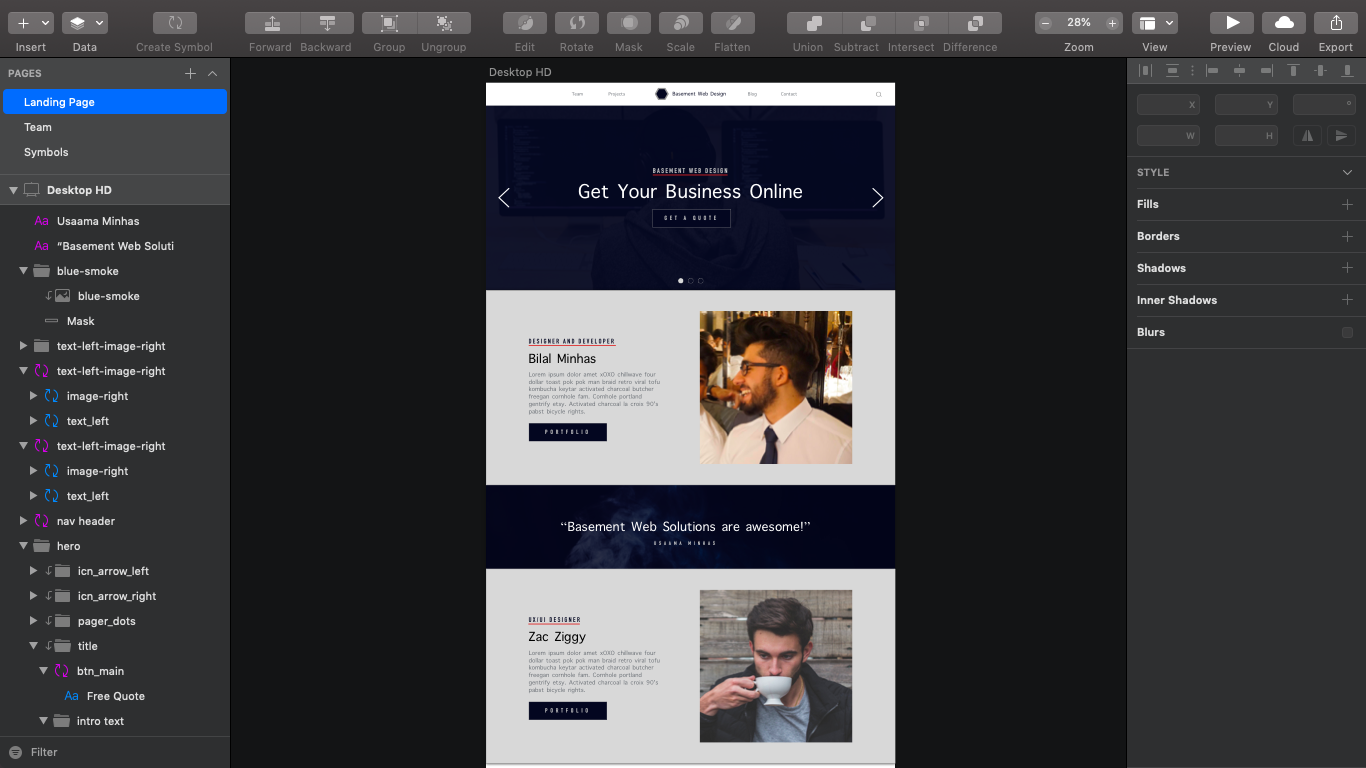 Insert Data Create Symbol Forward Backward Group Ungroup Edit Rotate Mask Scale Flatten Union Subtract Intersect Difference 28% Zoom View Preview Cloud Export
PAGES
Landing Page
Team
Symbols
Desktop HD
Aa Usaama Minhas
Aa “Basement Web Soluti
blue-smoke
blue-smoke
Mask
text-left-image-right
text-left-image-right
image-right
text_left
text-left-image-right
image-right
text_left
nav header
hero
icn_arrow_left
icn_arrow_right
pager_dots
title
btn_main
Aa Free Quote
intro text
Filter
Desktop HD
Team Projects Basement Web Design Blog Contact
BASEMENT WEB DESIGN
Get Your Business Online
GET A QUOTE
DESIGNER AND DEVELOPER
Bilal Minhas
Lorem ipsum dolor amet xOXO chillwave four
dollar toast pok pok man braid retro viral tofu
kombucha keytar activated charcoal butcher
freegan cornhole fam. Cornhole portland
gentrify etsy. Activated charcoal la croix 90's
pabst bicycle rights.
PORTFOLIO
“Basement Web Solutions are awesome!”
USAAMA MINHAS
UX/UI DESIGNER
Zac Ziggy
Lorem ipsum dolor amet xOXO chillwave four
dollar toast pok pok man braid retro viral tofu
kombucha keytar activated charcoal butcher
freegan cornhole fam. Cornhole portland
gentrify etsy. Activated charcoal la croix 90's
pabst bicycle rights.
PORTFOLIO
X Y °
W H
STYLE
Fills
Borders
Shadows
Inner Shadows
Blurs